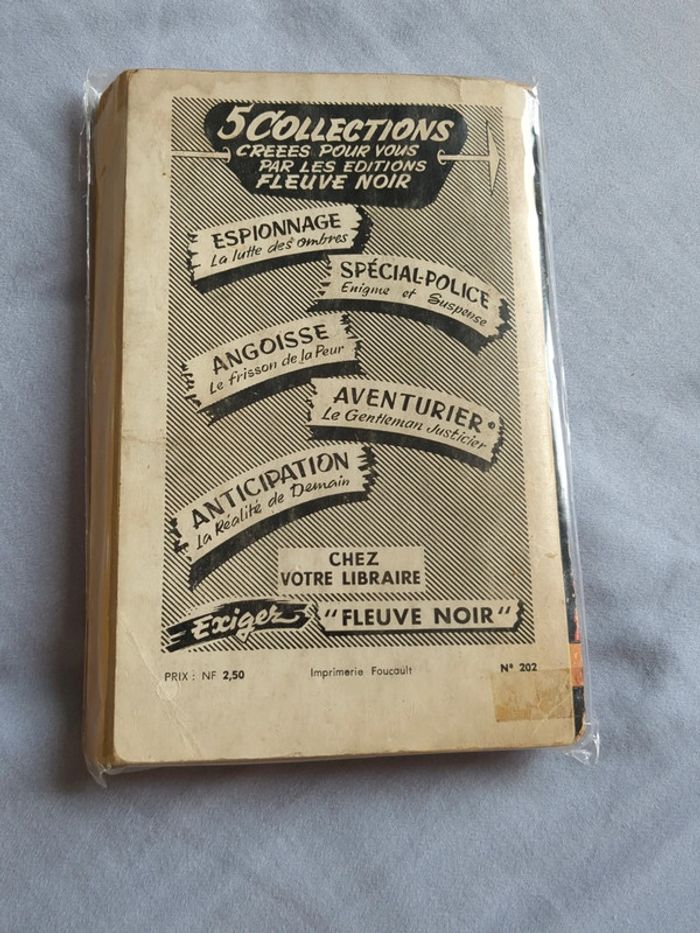 5 COLLECTIONS
CREEES POUR VOUS
PAR LES EDITIONS
FLEUVE NOIR
ESPIONNAGE
La lutte des ombres
SPÉCIAL-POLICE
Enigme et Suspense
ANGOISSE
Le frisson de la Peur
AVENTURIER
Le Gentleman Justicier
ANTICIPATION
La Réalité de Demain
CHEZ
VOTRE LIBRAIRE
Exigez "FLEUVE NOIR"
PRIX : NF 2,50 Imprimerie Foucault N° 202